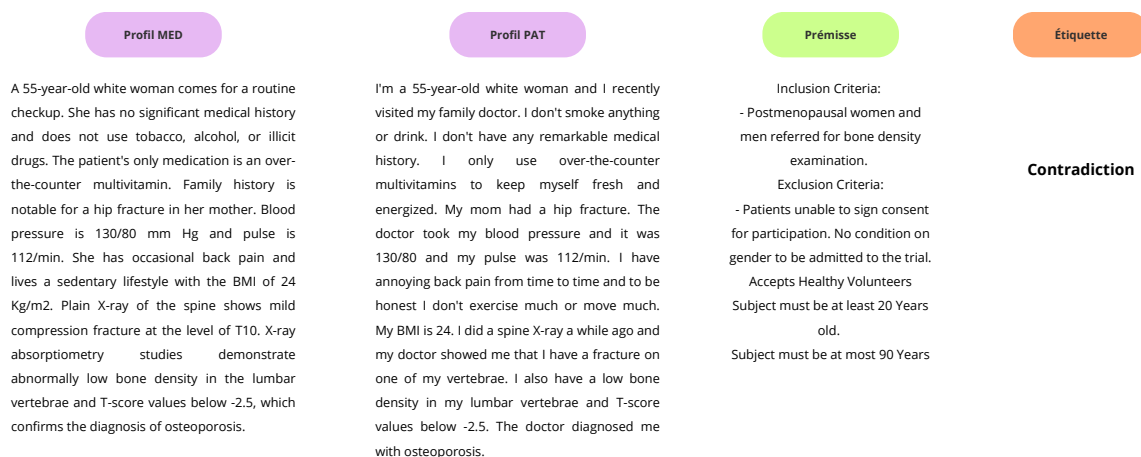 Profil MED
A 55-year-old white woman comes for a routine
checkup. She has no significant medical history
and does not use tobacco, alcohol, or illicit
drugs. The patient's only medication is an over-
the-counter multivitamin. Family history is
notable for a hip fracture in her mother. Blood
pressure is 130/80 mm Hg and pulse is
112/min. She has occasional back pain and
lives a sedentary lifestyle with the BMI of 24
Kg/m2. Plain X-ray of the spine shows mild
compression fracture at the level of T10. X-ray
absorptiometry studies demonstrate
abnormally low bone density in the lumbar
vertebrae and T-score values below -2.5, which
confirms the diagnosis of osteoporosis.
Profil PAT
I'm a 55-year-old white woman and I recently
visited my family doctor. I don't smoke anything
or drink. I don't have any remarkable medical
history. I only use over-the-counter
multivitamins to keep myself fresh and
energized. My mom had a hip fracture. The
doctor took my blood pressure and it was
130/80 and my pulse was 112/min. I have
annoying back pain from time to time and to be
honest I don't exercise much or move much.
My BMI is 24. I did a spine X-ray a while ago and
my doctor showed me that I have a fracture on
one of my vertebrae. I also have a low bone
density in my lumbar vertebrae and T-score
values below -2.5. The doctor diagnosed me
with osteoporosis.
Prémisse
Inclusion Criteria:
- Postmenopausal women and
men referred for bone density
examination.
Exclusion Criteria:
- Patients unable to sign consent
for participation. No condition on
gender to be admitted to the trial.
Accepts Healthy Volunteers
Subject must be at least 20 Years
old.
Subject must be at most 90 Years
Étiquette
Contradiction